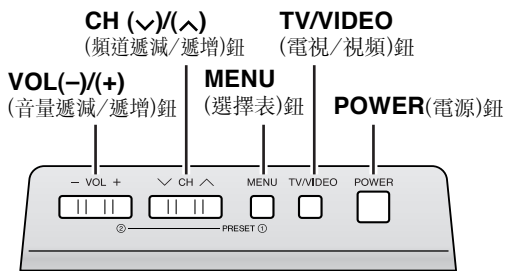 CH (⌵)/(⌃)
(頻道遞減/遞增)鈕
TV/VIDEO
(電視/視頻)鈕
VOL(–)/(+)
(音量遞減/遞增)鈕
MENU
(選擇表)鈕
POWER(電源)鈕
– VOL +
⌵ CH ⌃
MENU
TV/VIDEO
POWER
② PRESET ①